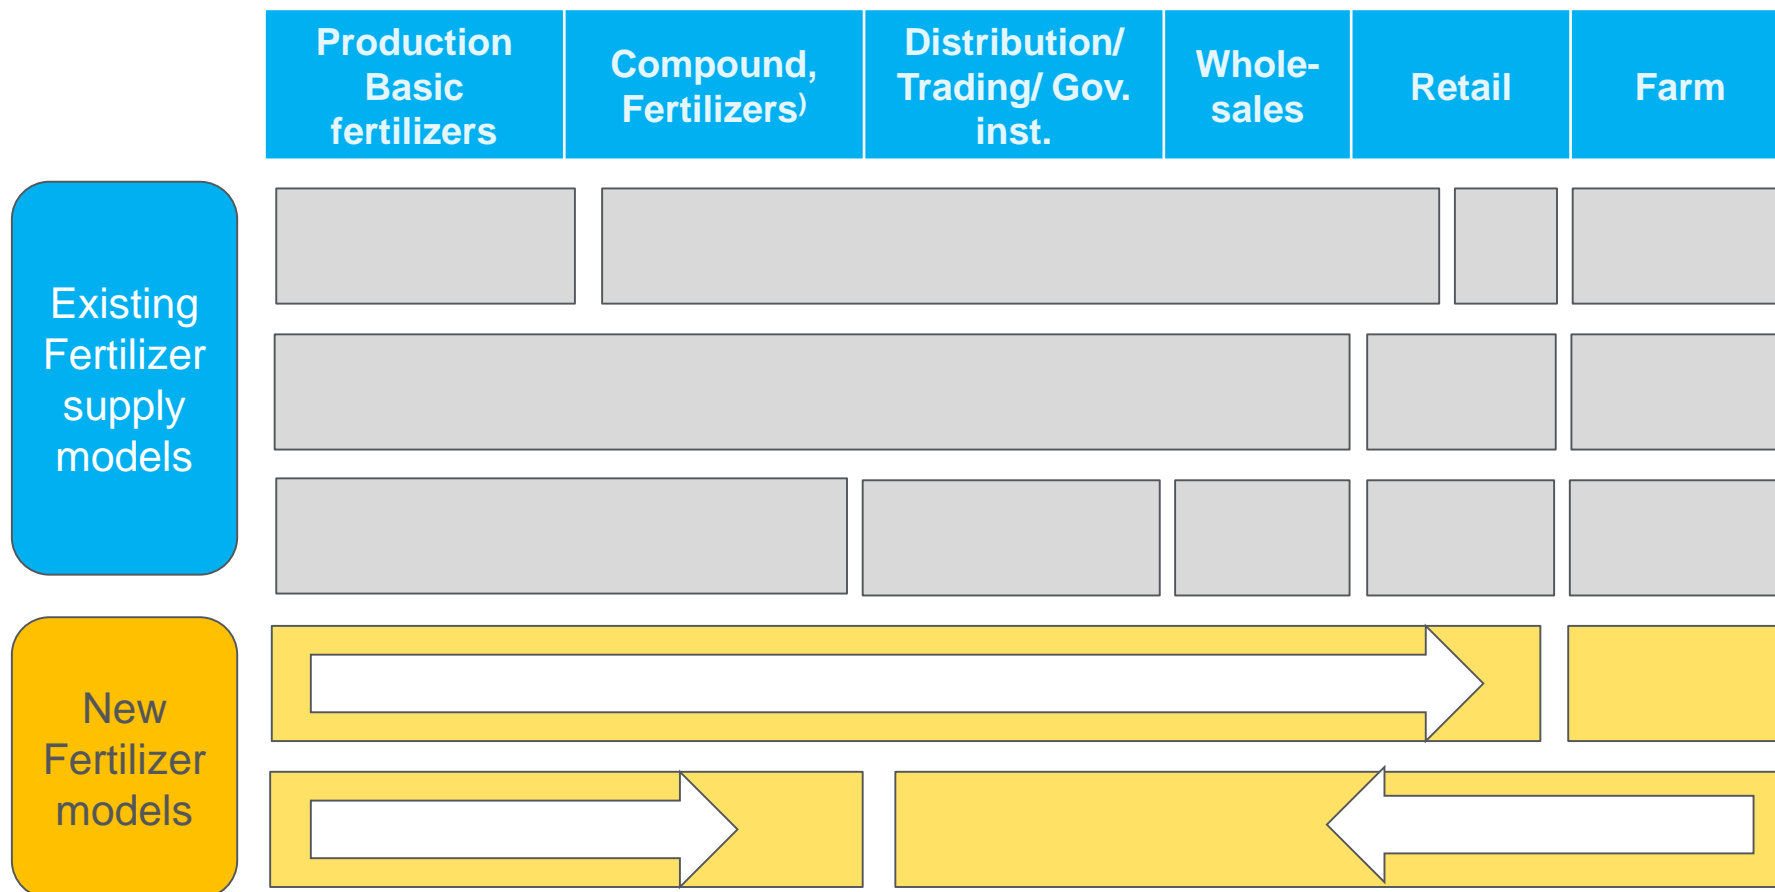 Production
Basic
fertilizers
Compound,
Fertilizers)
Distribution/
Trading/ Gov.
inst.
Whole-
sales
Retail
Farm
Existing
Fertilizer
supply
models
New
Fertilizer
models